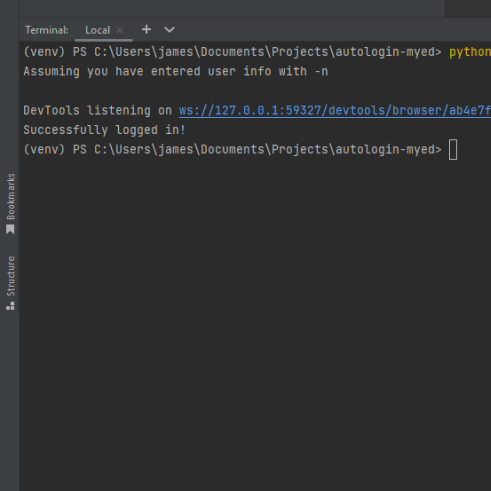 Terminal: Local
(venv) PS C:\Users\james\Documents\Projects\autologin-myed> python
Assuming you have entered user info with -n
DevTools listening on ws://127.0.0.1:59327/devtools/browser/ab4e7f
Successfully logged in!
(venv) PS C:\Users\james\Documents\Projects\autologin-myed>
Bookmarks
Structure